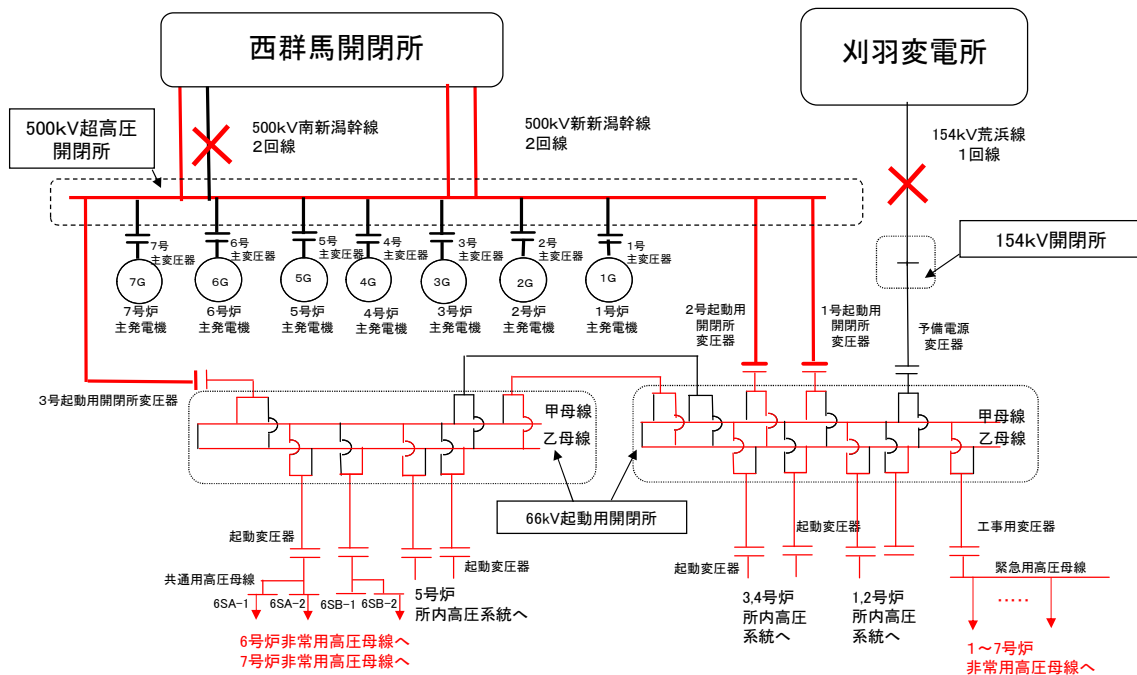 西群馬開閉所
刈羽変電所
500kV超高圧
開閉所
500kV南新潟幹線
2回線
500kV新新潟幹線
2回線
154kV荒浜線
1回線
154kV開閉所
7号
主変圧器
6号
主変圧器
5号
主変圧器
4号
主変圧器
3号
主変圧器
2号
主変圧器
1号
主変圧器
7G
6G
5G
4G
3G
2G
1G
7号炉
主発電機
6号炉
主発電機
5号炉
主発電機
4号炉
主発電機
3号炉
主発電機
2号炉
主発電機
1号炉
主発電機
2号起動用
開閉所
変圧器
1号起動用
開閉所
変圧器
予備電源
変圧器
3号起動用開閉所変圧器
甲母線
乙母線
甲母線
乙母線
66kV起動用開閉所
起動変圧器
起動変圧器
起動変圧器
起動変圧器
工事用変圧器
共通用高圧母線
6SA-1
6SA-2
6SB-1
6SB-2
5号炉
所内高圧系統へ
3,4号炉
所内高圧
系統へ
1,2号炉
所内高圧
系統へ
緊急用高圧母線
.....
6号炉非常用高圧母線へ
7号炉非常用高圧母線へ
1~7号炉
非常用高圧母線へ